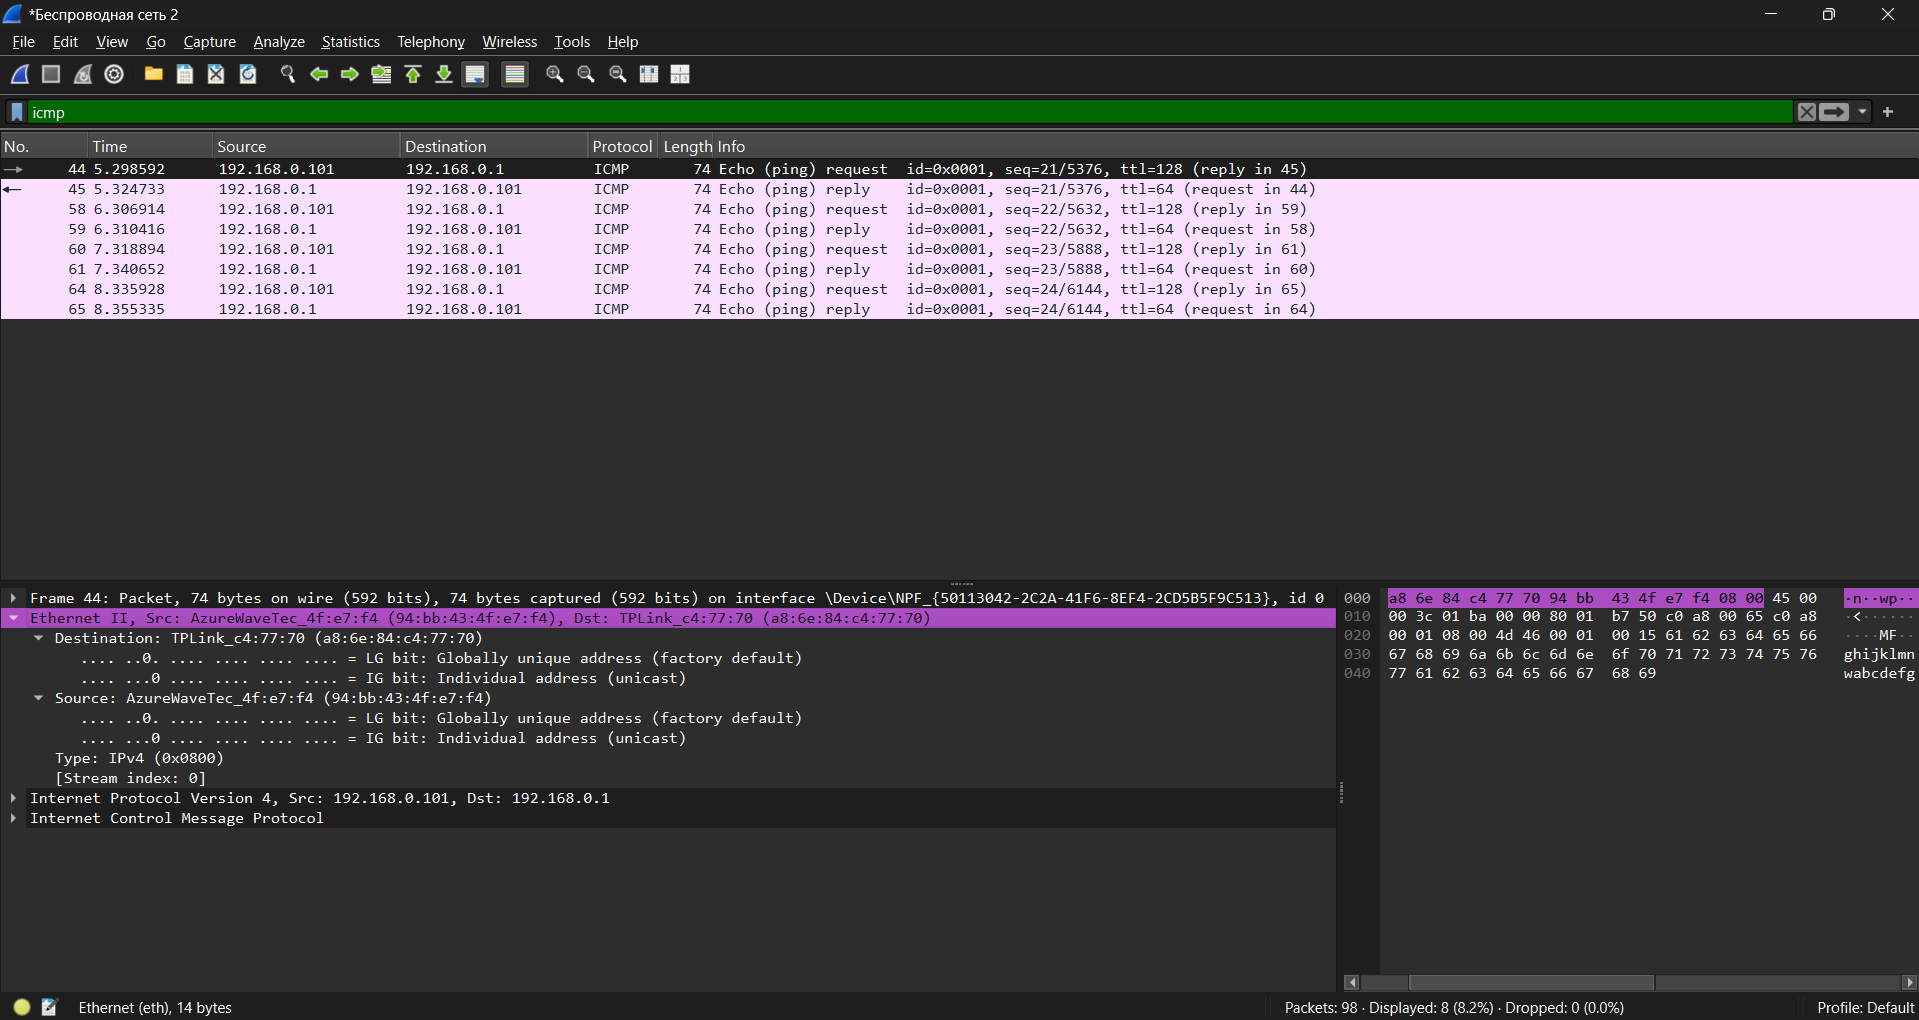 *Беспроводная сеть 2
File Edit View Go Capture Analyze Statistics Telephony Wireless Tools Help
icmp
No. Time Source Destination Protocol Length Info
44 5.298592 192.168.0.101 192.168.0.1 ICMP 74 Echo (ping) request id=0x0001, seq=21/5376, ttl=128 (reply in 45)
45 5.324733 192.168.0.1 192.168.0.101 ICMP 74 Echo (ping) reply id=0x0001, seq=21/5376, ttl=64 (request in 44)
58 6.306914 192.168.0.101 192.168.0.1 ICMP 74 Echo (ping) request id=0x0001, seq=22/5632, ttl=128 (reply in 59)
59 6.310416 192.168.0.1 192.168.0.101 ICMP 74 Echo (ping) reply id=0x0001, seq=22/5632, ttl=64 (request in 58)
60 7.318894 192.168.0.101 192.168.0.1 ICMP 74 Echo (ping) request id=0x0001, seq=23/5888, ttl=128 (reply in 61)
61 7.340652 192.168.0.1 192.168.0.101 ICMP 74 Echo (ping) reply id=0x0001, seq=23/5888, ttl=64 (request in 60)
64 8.335928 192.168.0.101 192.168.0.1 ICMP 74 Echo (ping) request id=0x0001, seq=24/6144, ttl=128 (reply in 65)
65 8.355335 192.168.0.1 192.168.0.101 ICMP 74 Echo (ping) reply id=0x0001, seq=24/6144, ttl=64 (request in 64)
Frame 44: Packet, 74 bytes on wire (592 bits), 74 bytes captured (592 bits) on interface \Device\NPF_{50113042-2C2A-41F6-8EF4-2CD5B5F9C513}, id 0
Ethernet II, Src: AzureWaveTec_4f:e7:f4 (94:bb:43:4f:e7:f4), Dst: TPLink_c4:77:70 (a8:6e:84:c4:77:70)
Destination: TPLink_c4:77:70 (a8:6e:84:c4:77:70)
.... ..0. .... .... .... .... = LG bit: Globally unique address (factory default)
.... ...0 .... .... .... .... = IG bit: Individual address (unicast)
Source: AzureWaveTec_4f:e7:f4 (94:bb:43:4f:e7:f4)
.... ..0. .... .... .... .... = LG bit: Globally unique address (factory default)
.... ...0 .... .... .... .... = IG bit: Individual address (unicast)
Type: IPv4 (0x0800)
[Stream index: 0]
Internet Protocol Version 4, Src: 192.168.0.101, Dst: 192.168.0.1
Internet Control Message Protocol
000 a8 6e 84 c4 77 70 94 bb 43 4f e7 f4 08 00 45 00 ·n··wp··
010 00 3c 01 ba 00 00 80 01 b7 50 c0 a8 00 65 c0 a8 ·<······
020 00 01 08 00 4d 46 00 01 00 15 61 62 63 64 65 66 ····MF··
030 67 68 69 6a 6b 6c 6d 6e 6f 70 71 72 73 74 75 76 ghijklmn
040 77 61 62 63 64 65 66 67 68 69 wabcdefg
Ethernet (eth), 14 bytes
Packets: 98 · Displayed: 8 (8.2%) · Dropped: 0 (0.0%)
Profile: Default